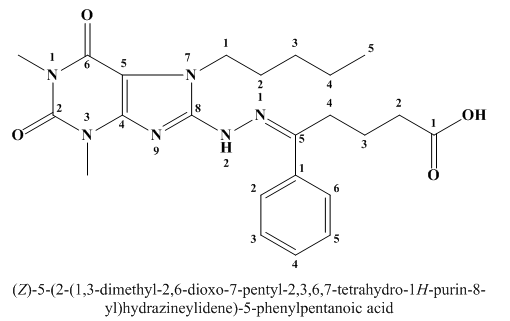 O
1
6
N
5
7
N
1
3
5
2
4
O
2
3
N
4
N
9
8
N
H
2
1
N
5
4
3
2
1
OH
O
1
2
6
3
5
4
(Z)-5-(2-(1,3-dimethyl-2,6-dioxo-7-pentyl-2,3,6,7-tetrahydro-1H-purin-8-
yl)hydrazineylidene)-5-phenylpentanoic acid